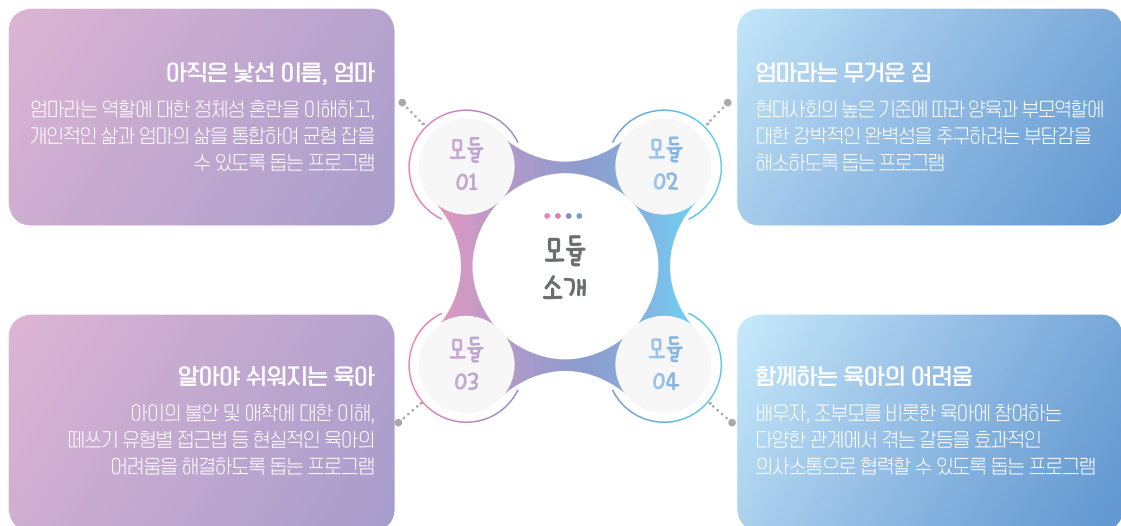 아직은 낯선 이름, 엄마
엄마라는 역할에 대한 정체성 혼란을 이해하고,
개인적인 삶과 엄마의 삶을 통합하여 균형 잡을
수 있도록 돕는 프로그램
모듈
01
엄마라는 무거운 짐
현대사회의 높은 기준에 따라 양육과 부모역할에
대한 강박적인 완벽성을 추구하려는 부담감을
해소하도록 돕는 프로그램
모듈
02
모듈
소개
알아야 쉬워지는 육아
아이의 불안 및 애착에 대한 이해,
떼쓰기 유형별 접근법 등 현실적인 육아의
어려움을 해결하도록 돕는 프로그램
모듈
03
함께하는 육아의 어려움
배우자, 조부모를 비롯한 육아에 참여하는
다양한 관계에서 겪는 갈등을 효과적인
의사소통으로 협력할 수 있도록 돕는 프로그램
모듈
04